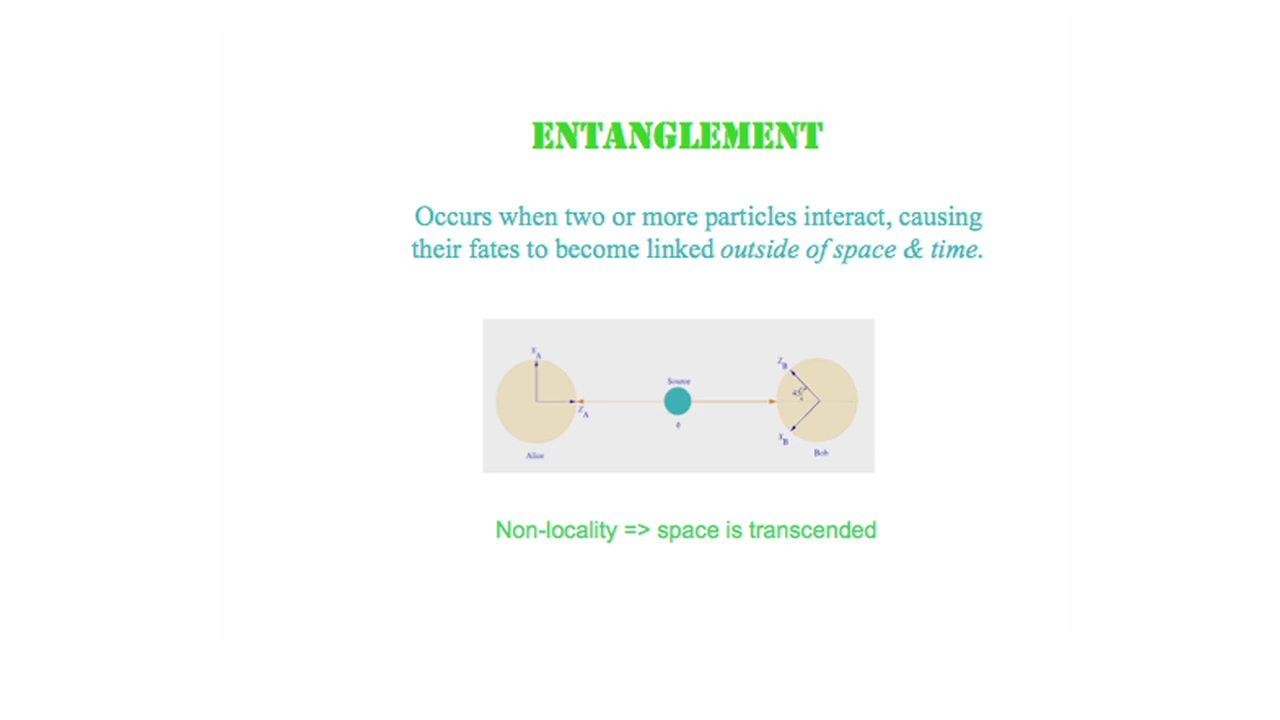 ENTANGLEMENT
Occurs when two or more particles interact, causing
their fates to become linked outside of space & time.
X A
Z A
Alice
Source
Z B
45°
X B
Bob
Non-locality => space is transcended